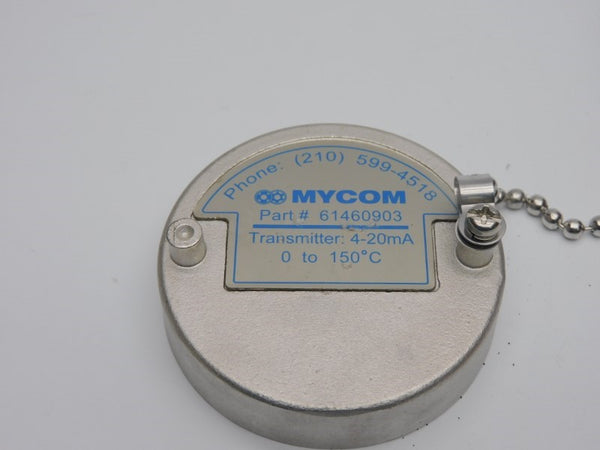 Phone: (210) 599-4518
MYCOM
Part # 61460903
Transmitter: 4-20mA
0 to 150°C